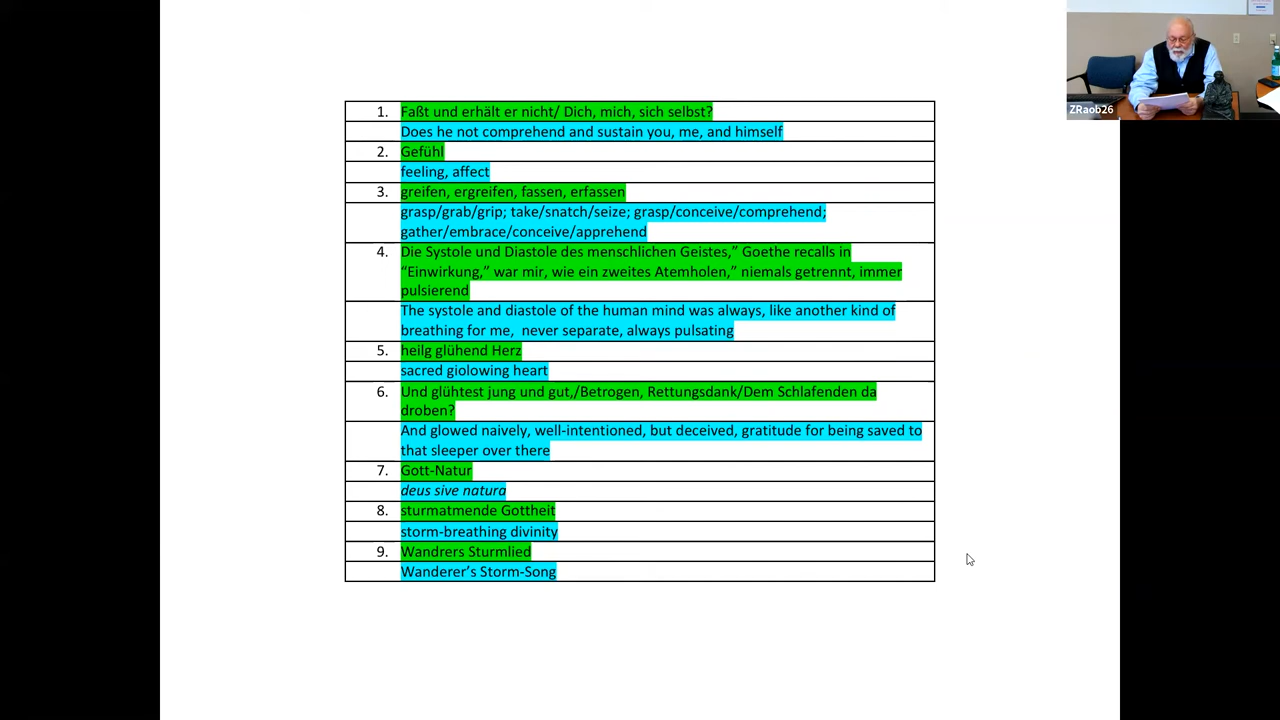 ZRaob26
1. Faßt und erhält er nicht/ Dich, mich, sich selbst?
Does he not comprehend and sustain you, me, and himself
2. Gefühl
feeling, affect
3. greifen, ergreifen, fassen, erfassen
grasp/grab/grip; take/snatch/seize; grasp/conceive/comprehend;
gather/embrace/conceive/apprehend
4. Die Systole und Diastole des menschlichen Geistes,” Goethe recalls in
“Einwirkung,” war mir, wie ein zweites Atemholen,” niemals getrennt, immer
pulsierend
The systole and diastole of the human mind was always, like another kind of
breathing for me, never separate, always pulsating
5. heilg glühend Herz
sacred giolowing heart
6. Und glühtest jung und gut,/Betrogen, Rettungsdank/Dem Schlafenden da
droben?
And glowed naively, well-intentioned, but deceived, gratitude for being saved to
that sleeper over there
7. Gott-Natur
deus sive natura
8. sturmatmende Gottheit
storm-breathing divinity
9. Wandrers Sturmlied
Wanderer’s Storm-Song